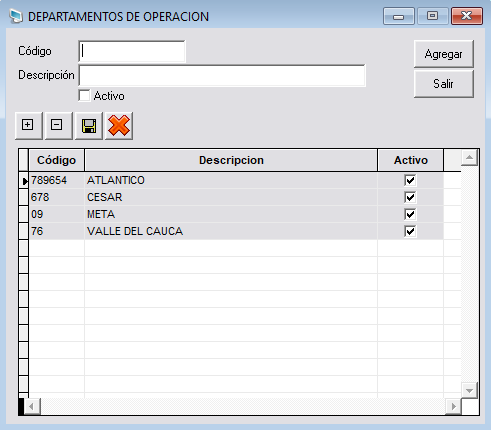 DEPARTAMENTOS DE OPERACION
Código
Agregar
Descripción
Salir
Activo
Código Descripcion Activo
789654 ATLANTICO
678 CESAR
09 META
76 VALLE DEL CAUCA